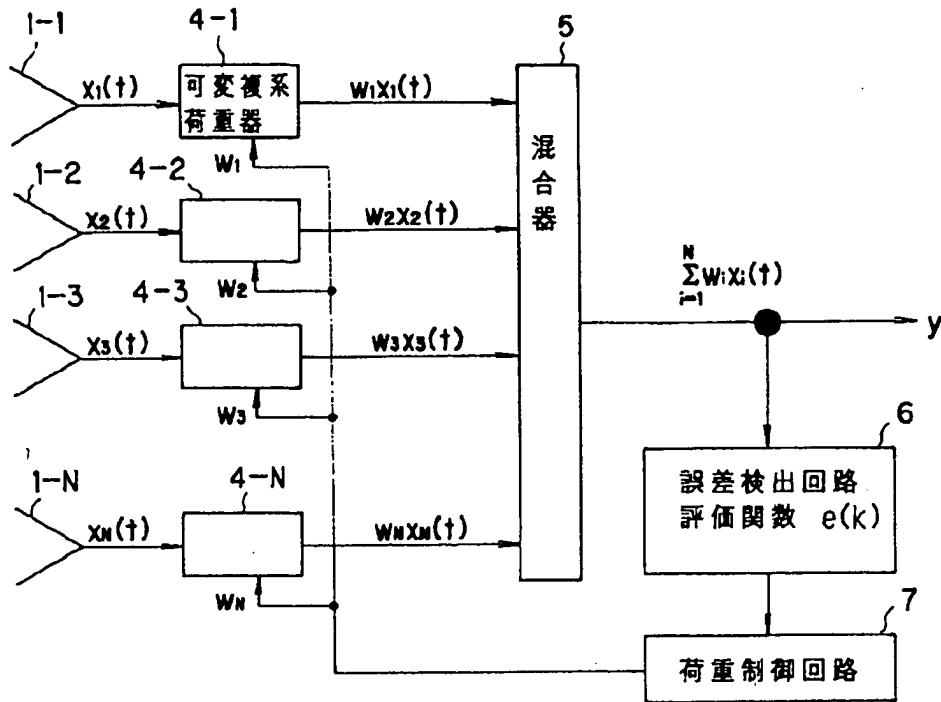 1-1
4-1
5
X1(t)
可変複系
荷重器
W1X1(t)
W1
混合器
1-2
4-2
X2(t)
W2X2(t)
W2
N
Σ WiXi(t)
i=1
y
1-3
4-3
X3(t)
W3X3(t)
W3
6
誤差検出回路
評価関数 e(k)
1-N
4-N
XN(t)
WNXN(t)
WN
7
荷重制御回路